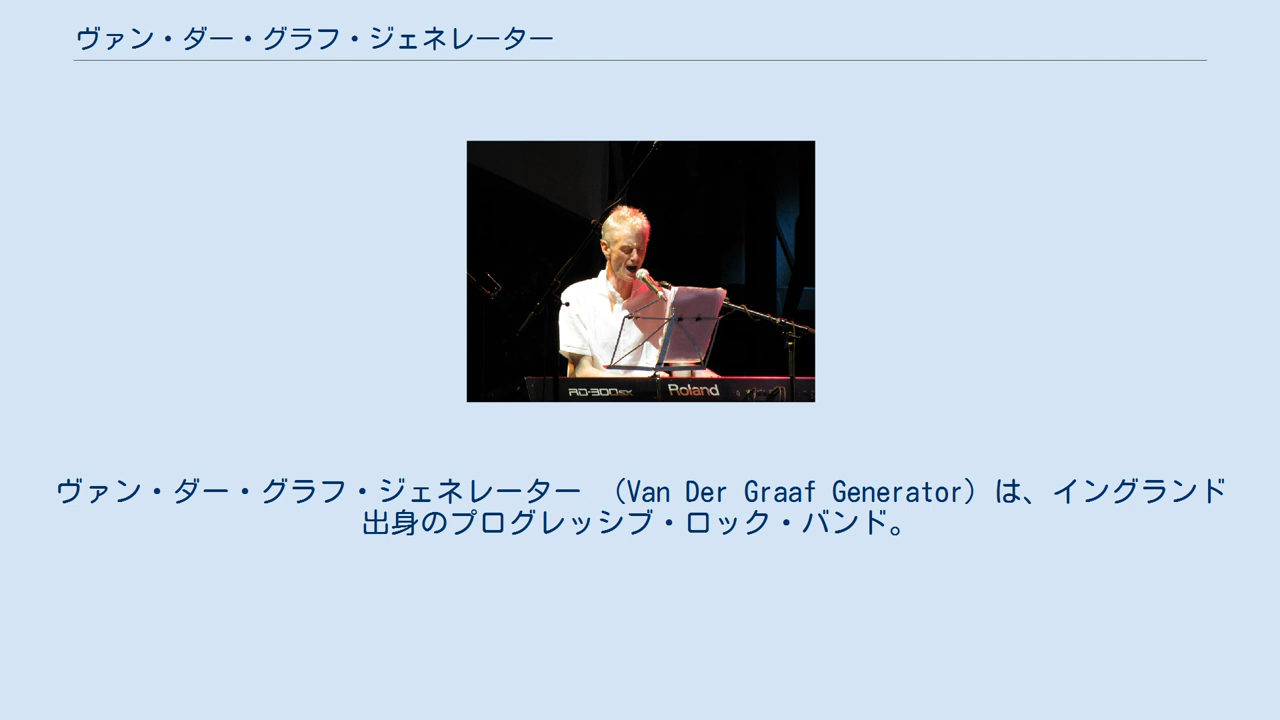 ヴァン・ダー・グラフ・ジェネレーター
RD-300SX
Roland
ヴァン・ダー・グラフ・ジェネレーター （Van Der Graaf Generator）は、イングランド
出身のプログレッシブ・ロック・バンド。